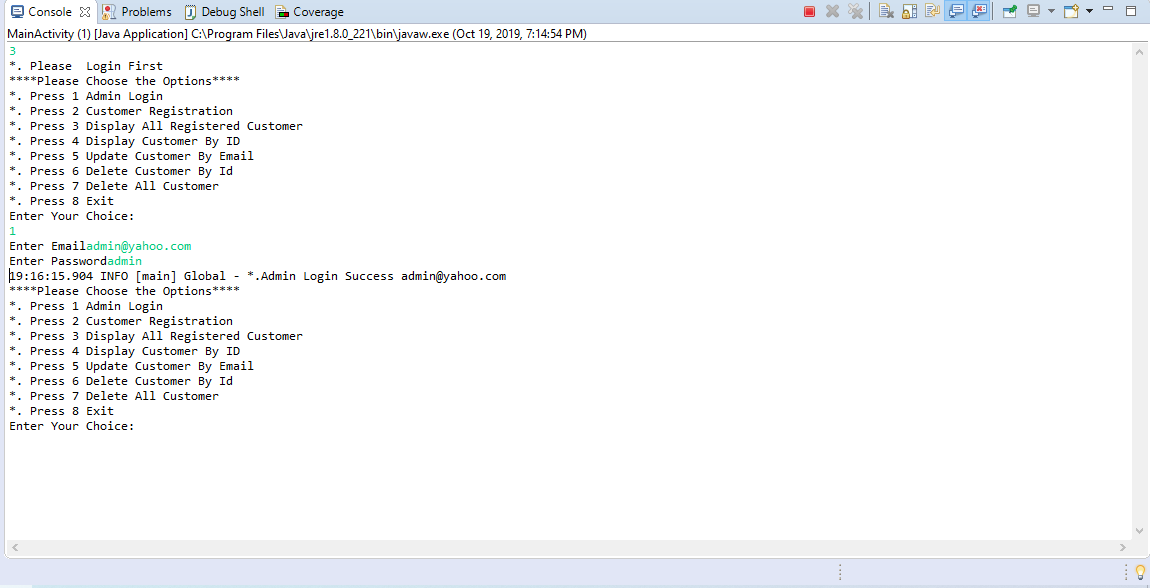 Console Problems Debug Shell Coverage
MainActivity (1) [Java Application] C:\Program Files\Java\jre1.8.0_221\bin\javaw.exe (Oct 19, 2019, 7:14:54 PM)
3
*. Please  Login First
****Please Choose the Options****
*. Press 1 Admin Login
*. Press 2 Customer Registration
*. Press 3 Display All Registered Customer
*. Press 4 Display Customer By ID
*. Press 5 Update Customer By Email
*. Press 6 Delete Customer By Id
*. Press 7 Delete All Customer
*. Press 8 Exit
Enter Your Choice:
1
Enter Emailadmin@yahoo.com
Enter Passwordadmin
19:16:15.904 INFO [main] Global - *.Admin Login Success admin@yahoo.com
****Please Choose the Options****
*. Press 1 Admin Login
*. Press 2 Customer Registration
*. Press 3 Display All Registered Customer
*. Press 4 Display Customer By ID
*. Press 5 Update Customer By Email
*. Press 6 Delete Customer By Id
*. Press 7 Delete All Customer
*. Press 8 Exit
Enter Your Choice: